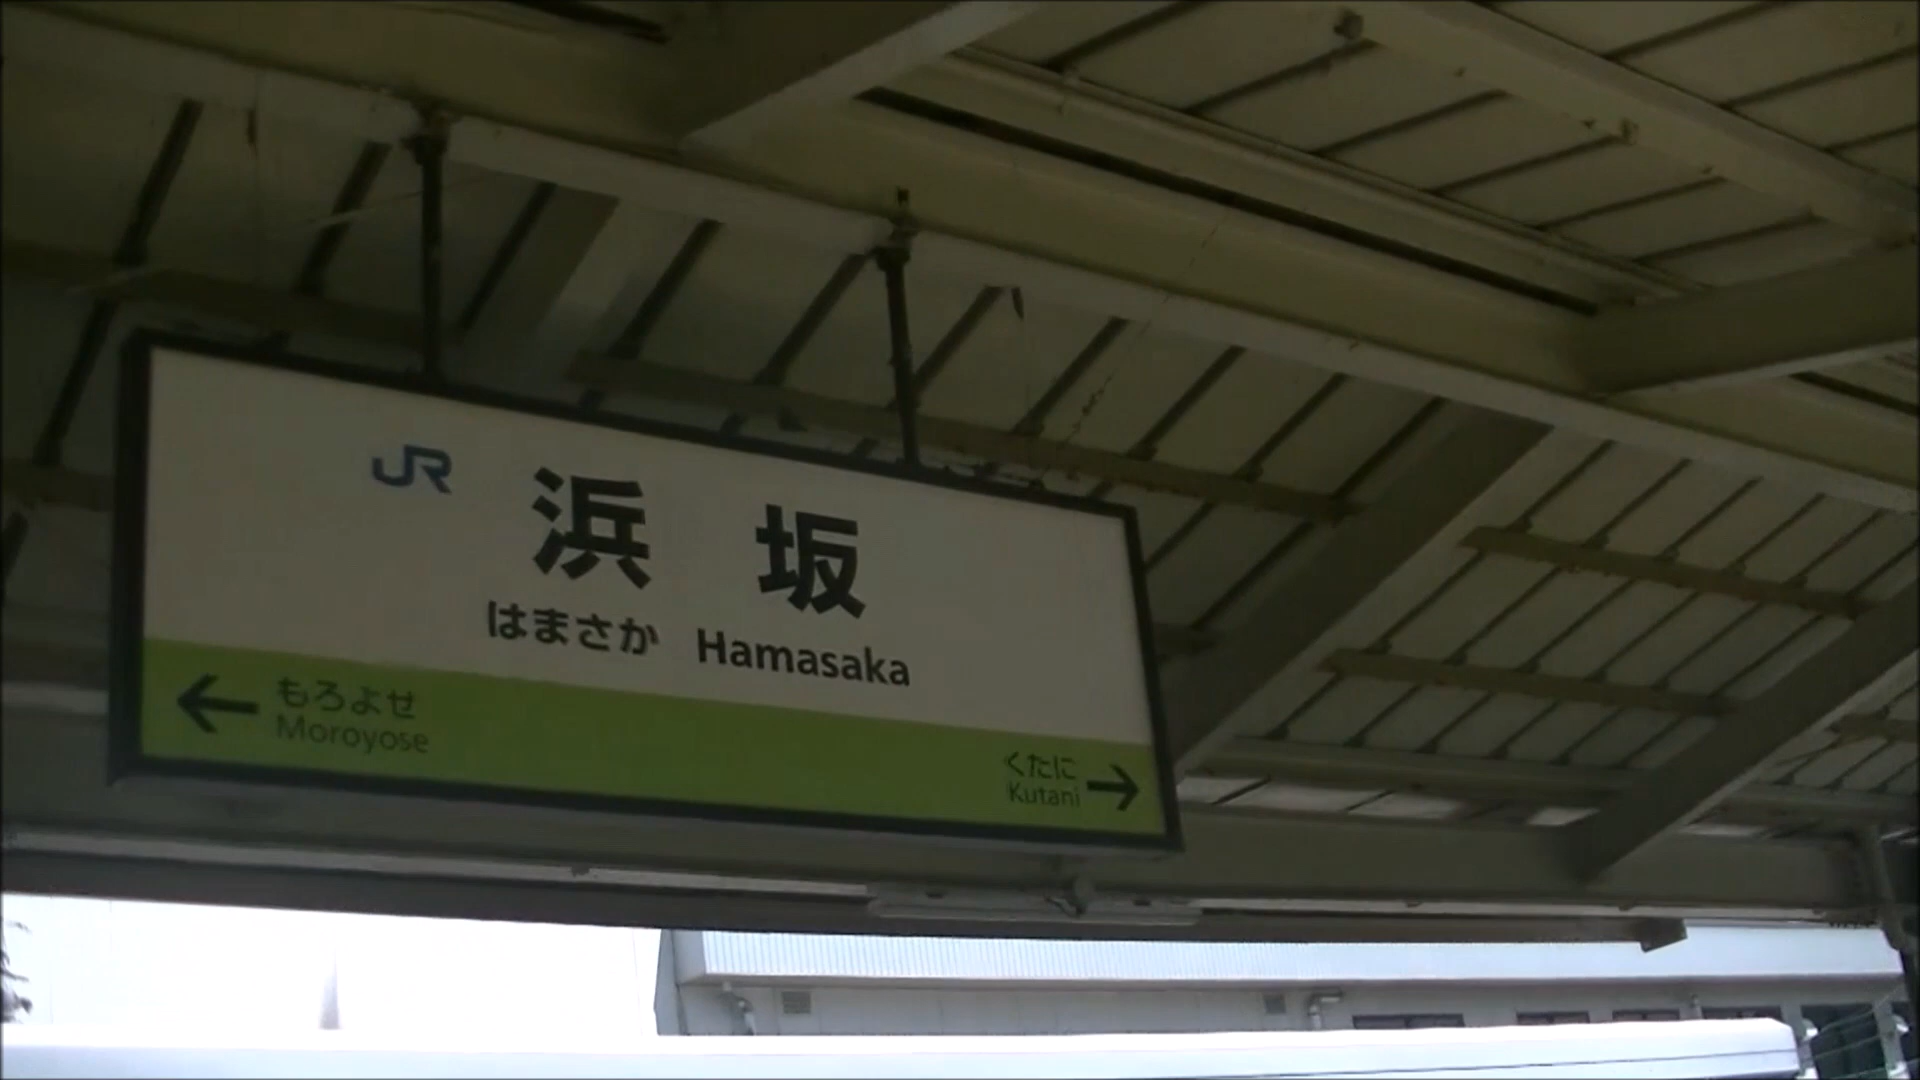 JR 浜坂
はまさか Hamasaka
← もろよせ
Moroyose
くたに →
Kutani